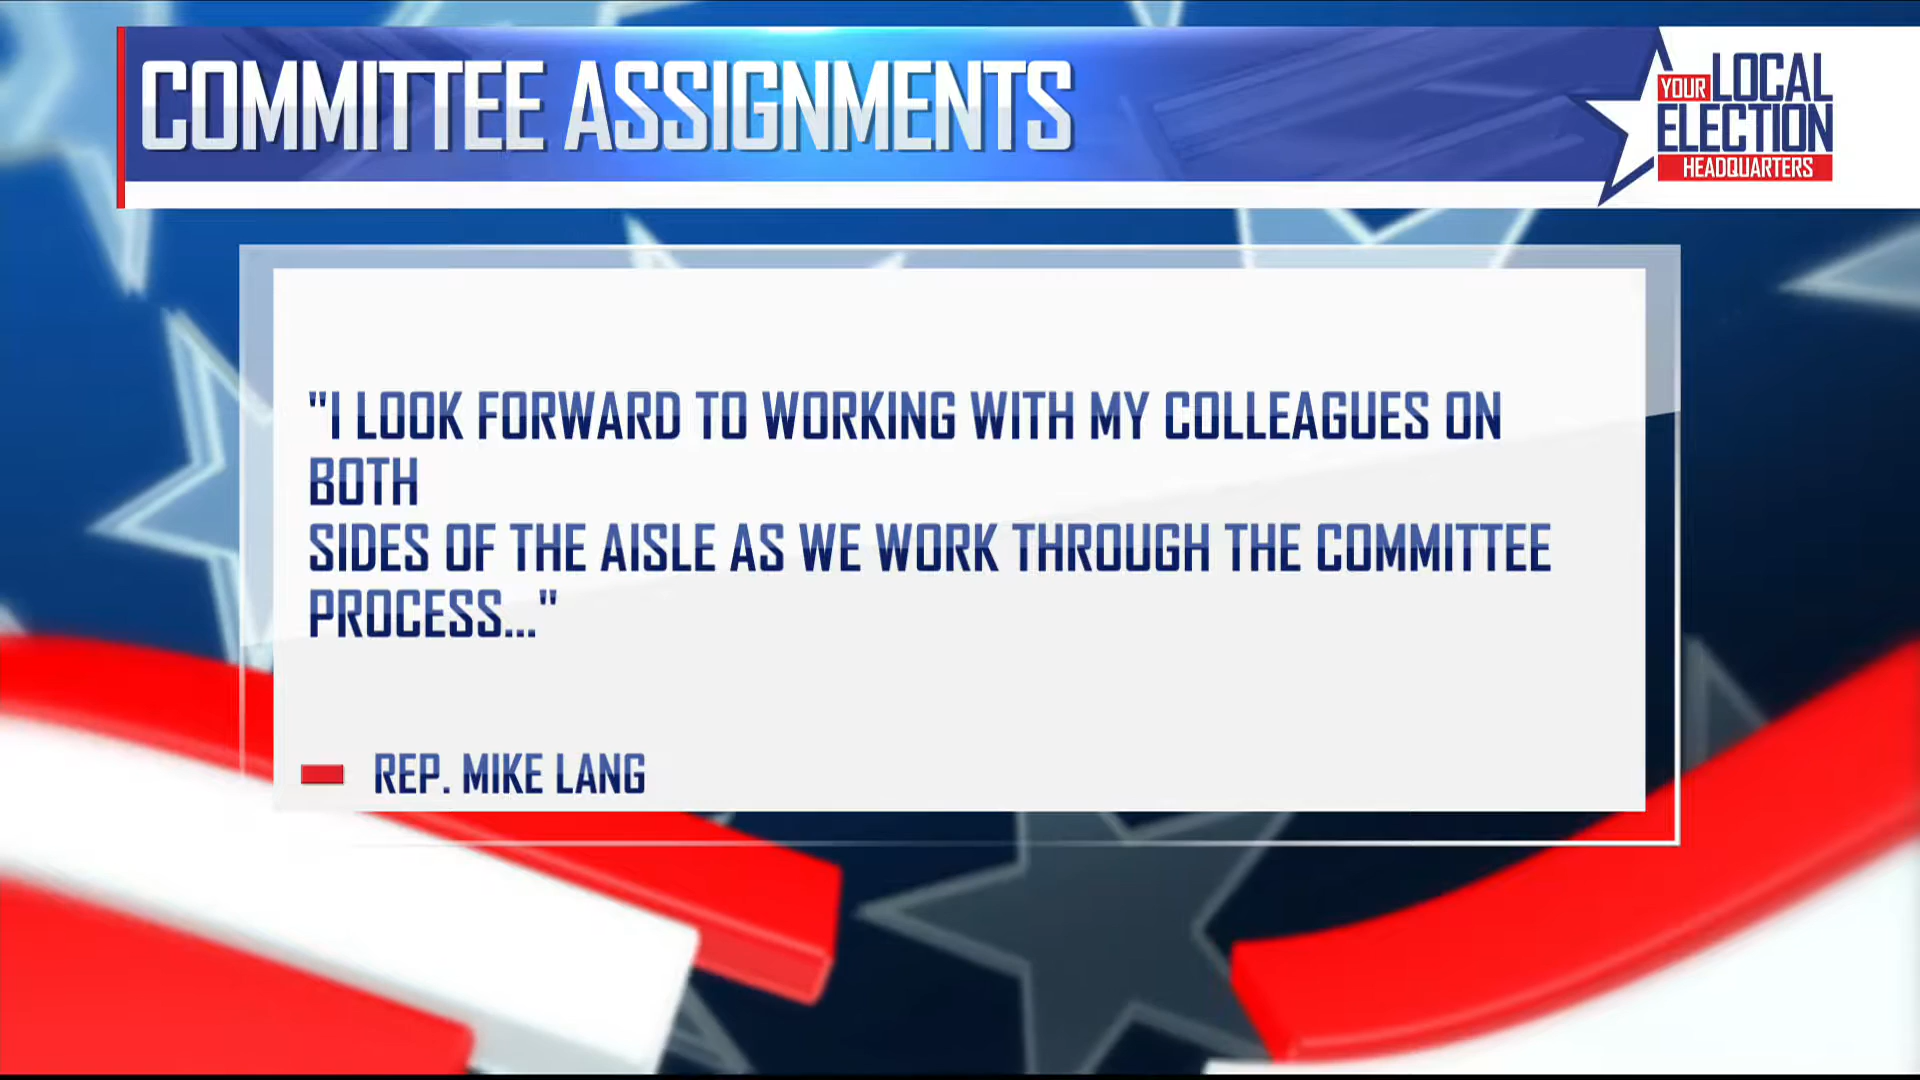 COMMITTEE ASSIGNMENTS
YOUR LOCAL
ELECTION
HEADQUARTERS
"I LOOK FORWARD TO WORKING WITH MY COLLEAGUES ON
BOTH
SIDES OF THE AISLE AS WE WORK THROUGH THE COMMITTEE
PROCESS..."
REP. MIKE LANG